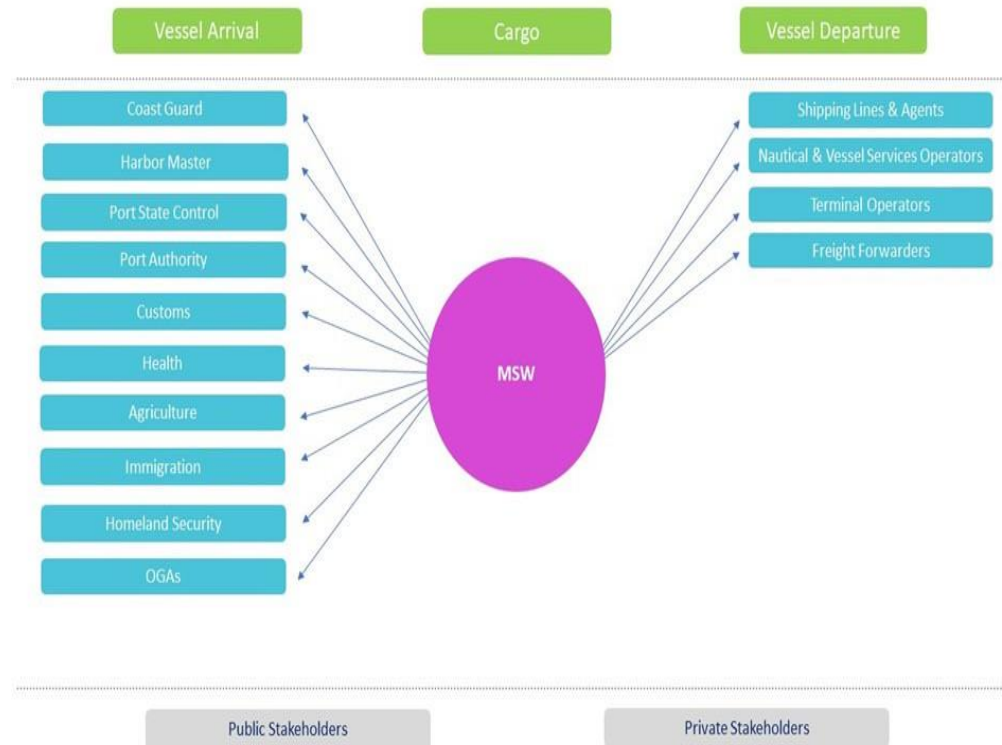 Vessel Arrival
Cargo
Vessel Departure
Coast Guard
Harbor Master
Port State Control
Port Authority
Customs
Health
Agriculture
Immigration
Homeland Security
OGAs
MSW
Shipping Lines & Agents
Nautical & Vessel Services Operators
Terminal Operators
Freight Forwarders
Public Stakeholders
Private Stakeholders